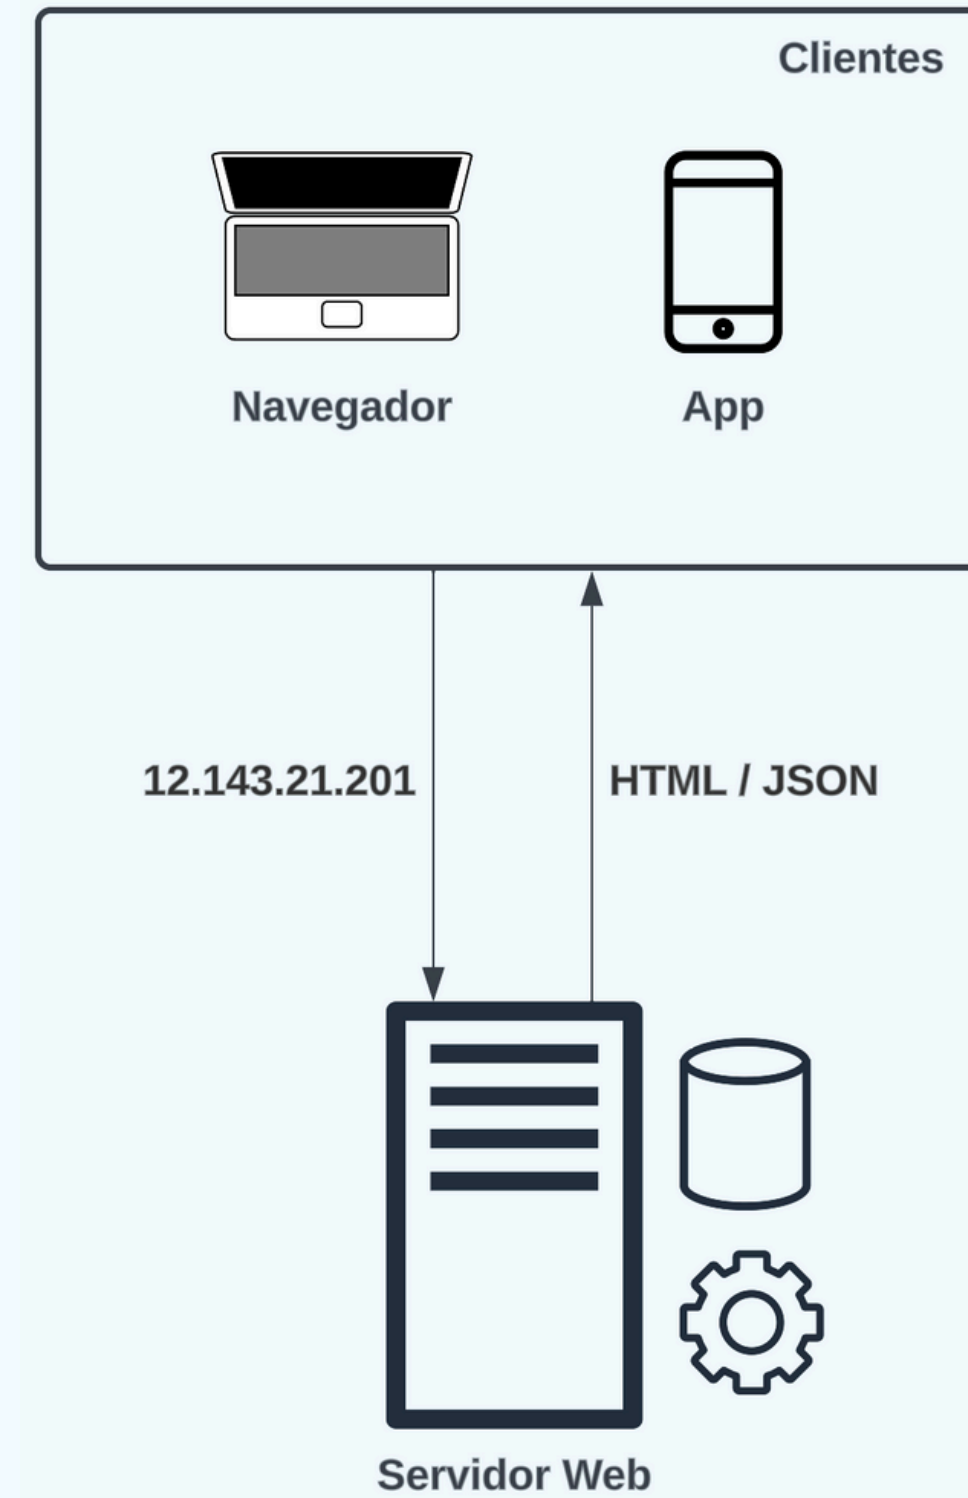 Clientes
Navegador
App
12.143.21.201
HTML / JSON
Servidor Web